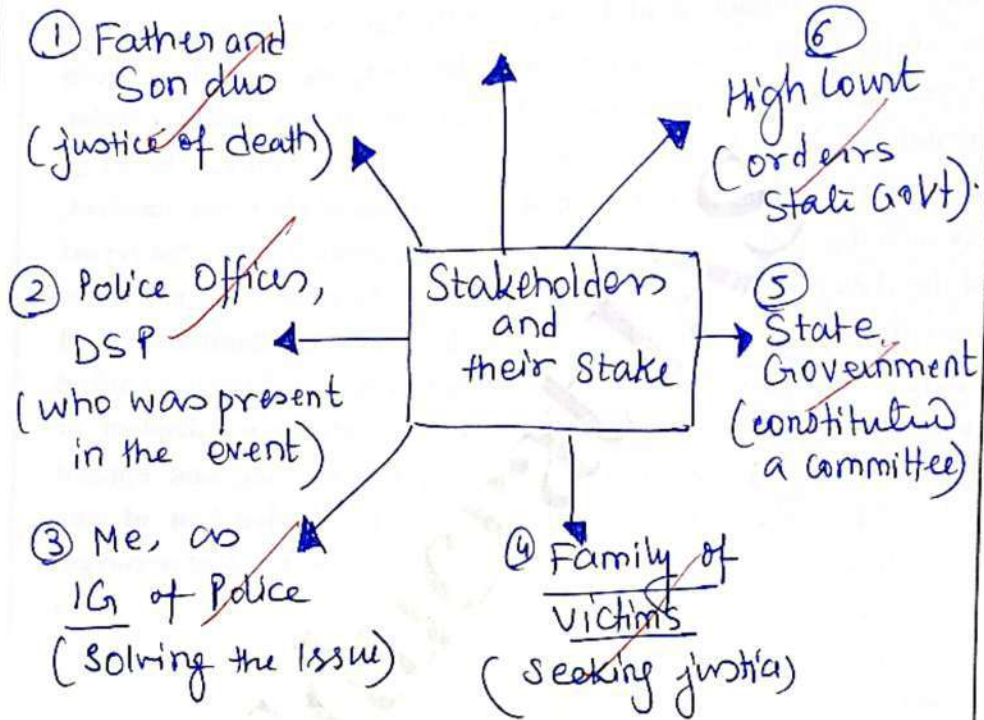 ① Father and
Son duo
(justice of death)
② Police Offices,
DSP
(who was present
in the event)
③ Me, as
IG of Police
(Solving the Issue)
Stakeholders
and
their Stake
④ Family of
victims
(seeking justice)
⑤
State
Government
(constituted
a committee)
⑥
High Court
(orders
State Govt).